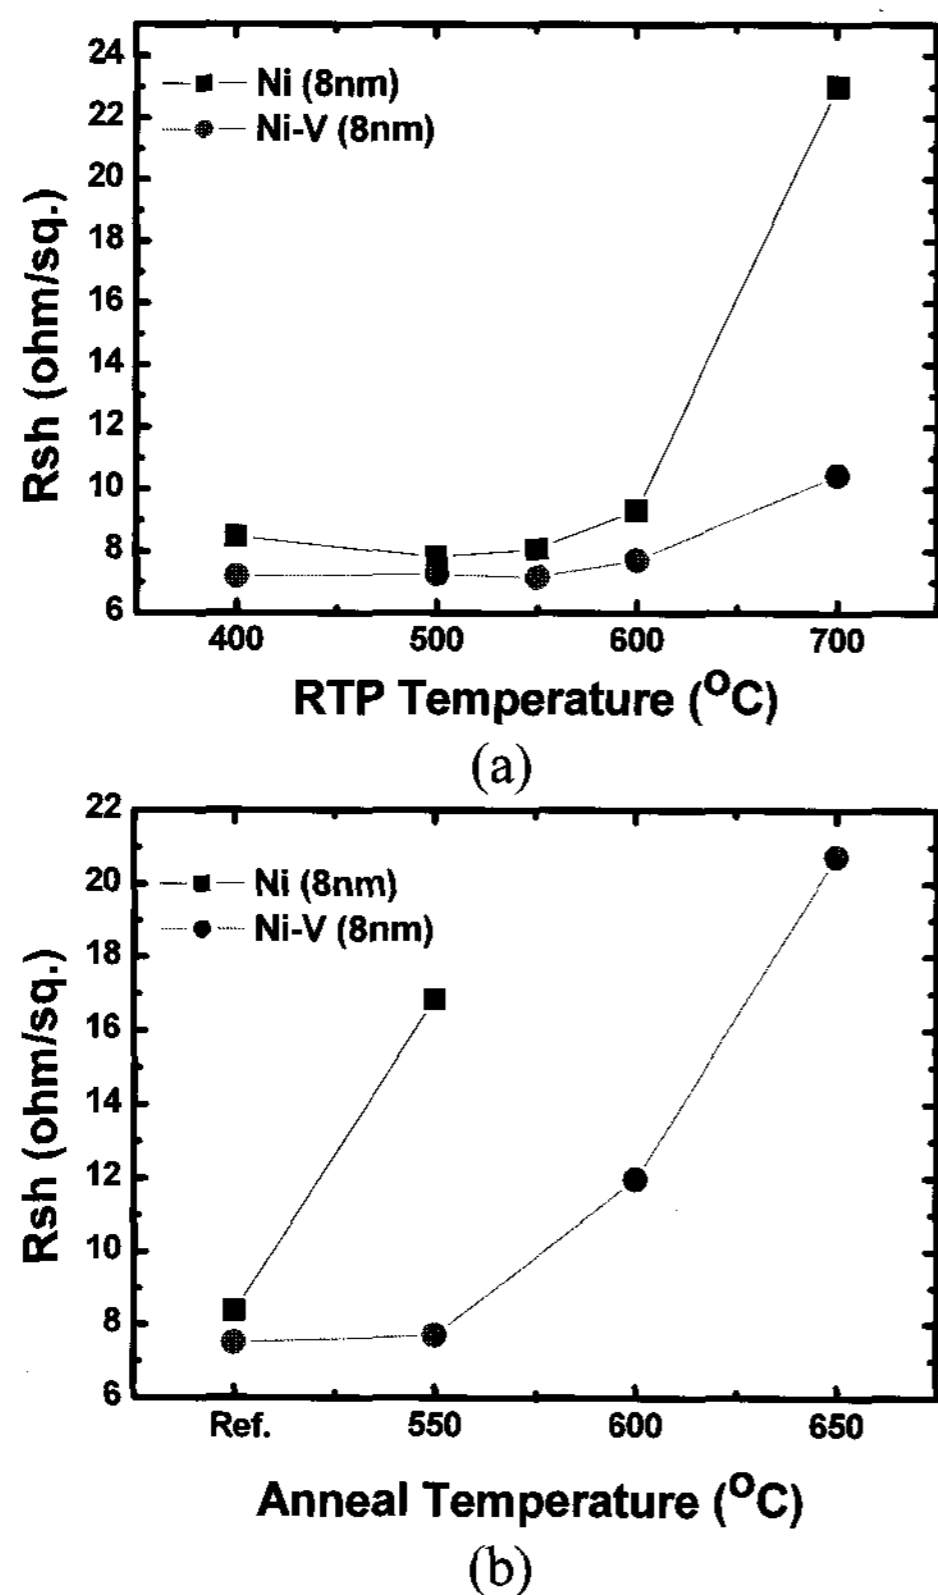 24
22
20
18
16
14
12
10
8
6
Rsh (ohm/sq.)
Ni (8nm)
Ni-V (8nm)
400 500 600 700
RTP Temperature (°C)
(a)
22
20
18
16
14
12
10
8
6
Rsh (ohm/sq.)
Ni (8nm)
Ni-V (8nm)
Ref. 550 600 650
Anneal Temperature (°C)
(b)